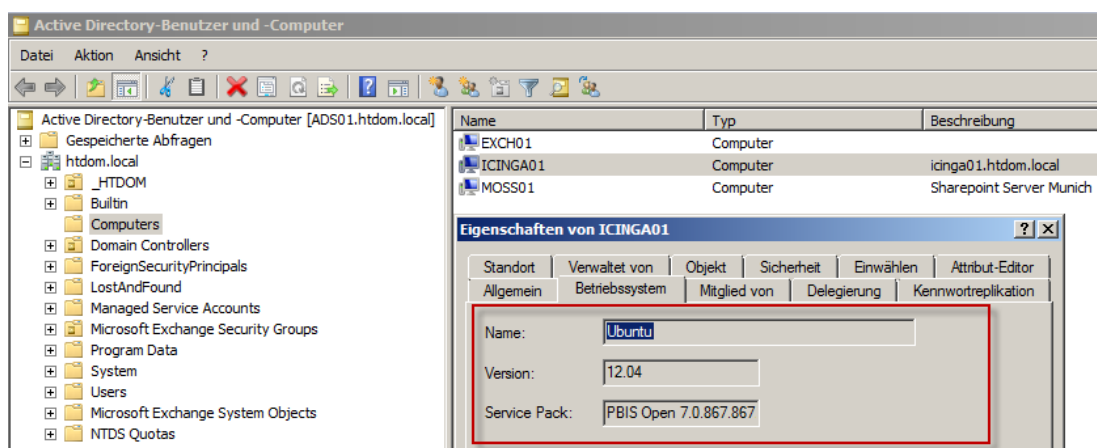 Active Directory-Benutzer und -Computer
Datei Aktion Ansicht ?
Active Directory-Benutzer und -Computer [ADS01.htdom.local]
Gespeicherte Abfragen
htdom.local
_HTDOM
Builtin
Computers
Domain Controllers
ForeignSecurityPrincipals
LostAndFound
Managed Service Accounts
Microsoft Exchange Security Groups
Program Data
System
Users
Microsoft Exchange System Objects
NTDS Quotas
Name Typ Beschreibung
EXCH01 Computer
ICINGA01 Computer icinga01.htdom.local
MOSS01 Computer Sharepoint Server Munich
Eigenschaften von ICINGA01
Standort Verwaltet von Objekt Sicherheit Einwählen Attribut-Editor
Allgemein Betriebssystem Mitglied von Delegierung Kennwortreplikation
Name: Ubuntu
Version: 12.04
Service Pack: PBIS Open 7.0.867.867